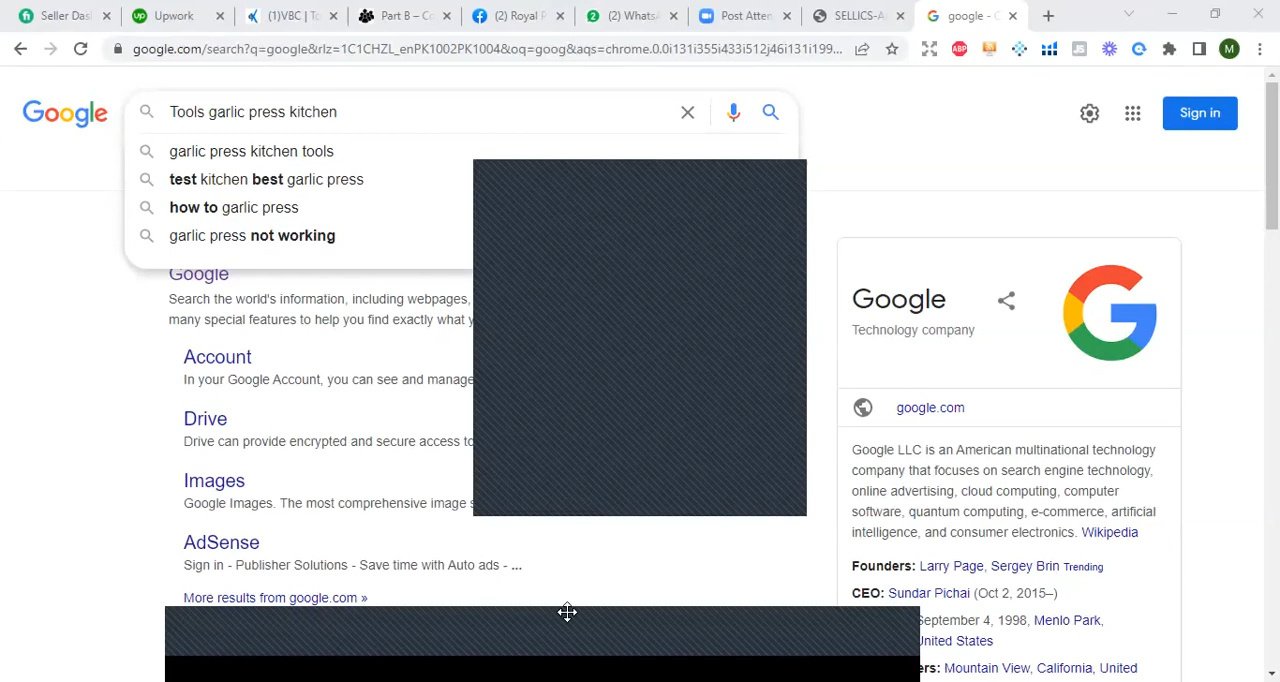 Seller Das
Upwork
(1)VBC | To
Part B – Co
(2) Royal P
(2) Whats
Post Atten
SELLICS-A
google - G
google.com/search?q=google&rlz=1C1CHZL_enPK1002PK1004&oq=goog&aqs=chrome.0.0i131i355i433i512j46i131i199...
ABP
JS
M
Google
Tools garlic press kitchen
Sign in
garlic press kitchen tools
test kitchen best garlic press
how to garlic press
garlic press not working
Google
Search the world's information, including webpages,
many special features to help you find exactly what y
Account
In your Google Account, you can see and manage
Drive
Drive can provide encrypted and secure access to
Images
Google Images. The most comprehensive image s
AdSense
Sign in - Publisher Solutions - Save time with Auto ads - ...
More results from google.com »
Google
Technology company
google.com
Google LLC is an American multinational technology
company that focuses on search engine technology,
online advertising, cloud computing, computer
software, quantum computing, e-commerce, artificial
intelligence, and consumer electronics. Wikipedia
Founders: Larry Page, Sergey Brin Trending
CEO: Sundar Pichai (Oct 2, 2015–)
eptember 4, 1998, Menlo Park,
United States
ers: Mountain View, California, United